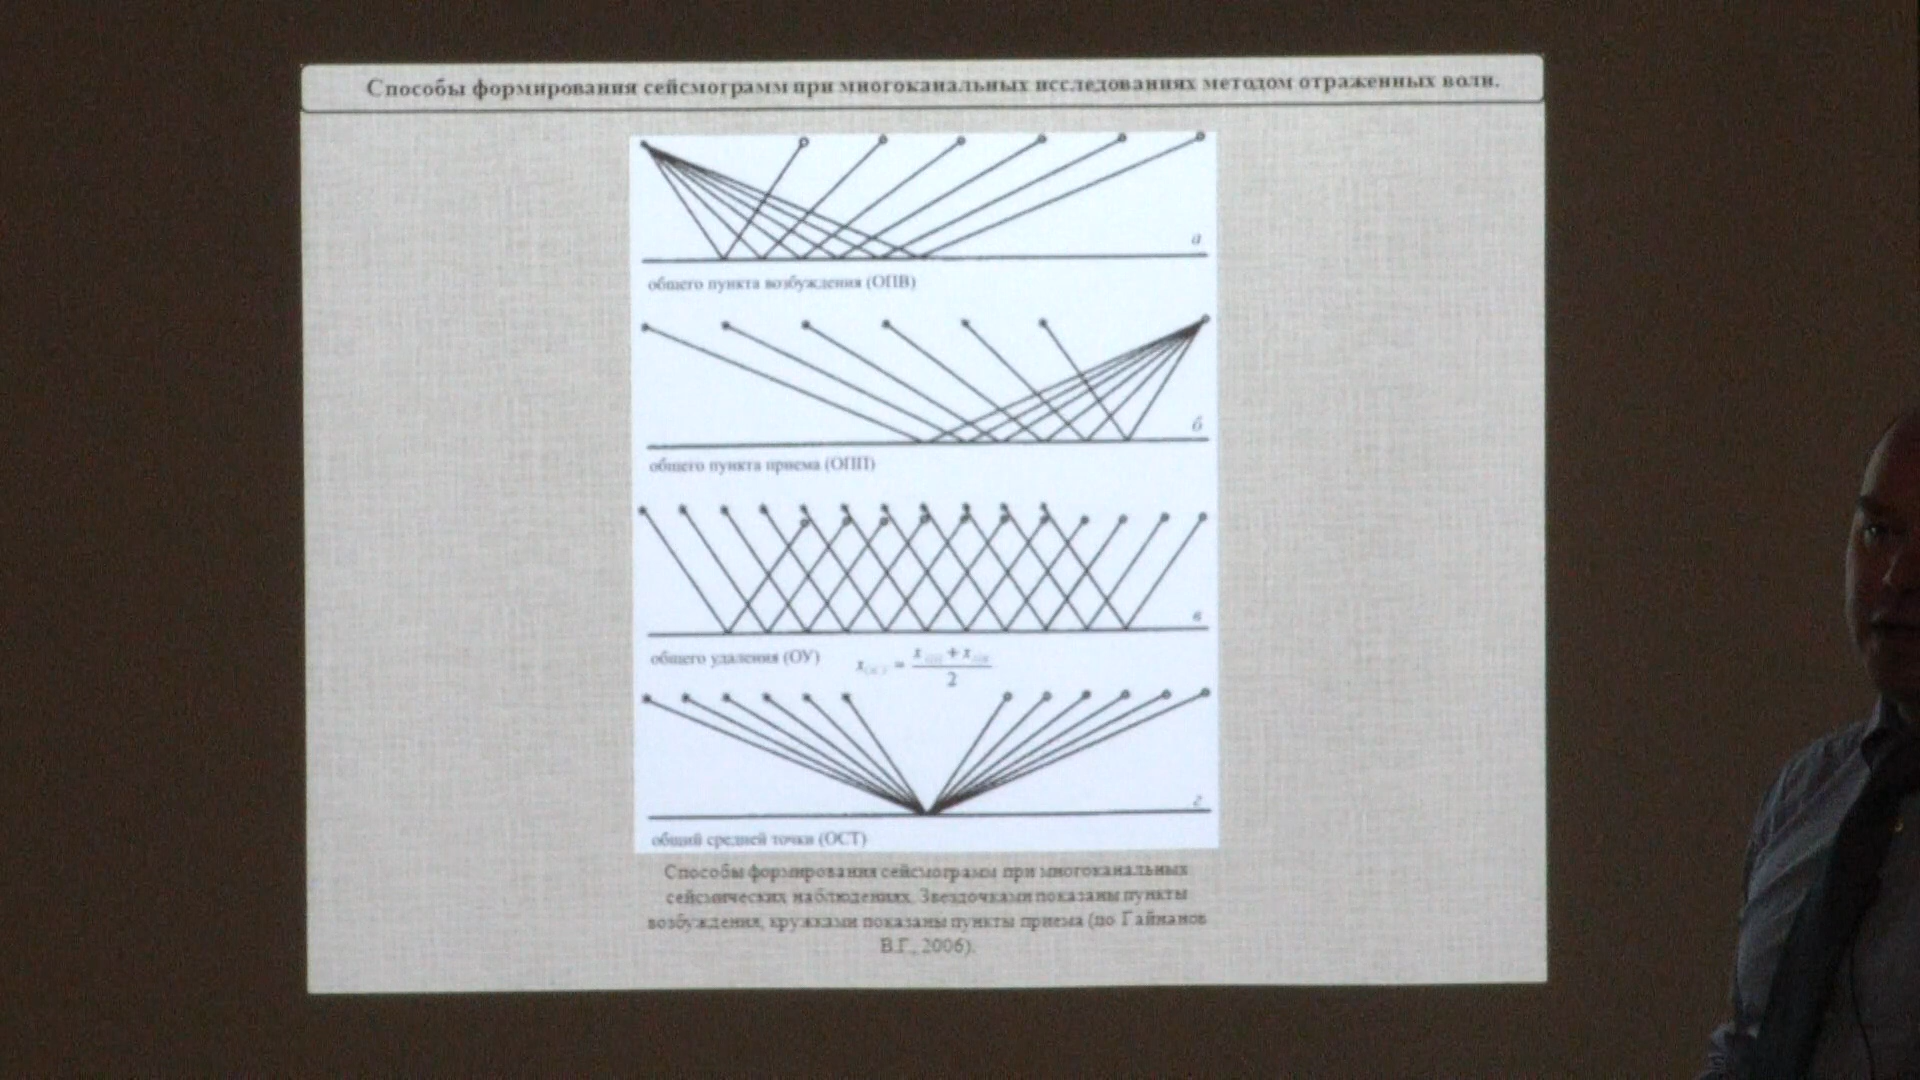 Способы формирования сейсмограмм при многоканальных исследованиях методом отраженных волн.
а
общего пункта возбуждения (ОПВ)
б
общего пункта приема (ОПП)
в
общего удаления (ОУ)
x = x + x / 2
г
общий средней точки (ОСТ)
Способы формирования сейсмограмм при многоканальных
сейсмических наблюдениях. Звездочками показаны пункты
возбуждения, кружками показаны пункты приема (по Гайнанов
В.Г., 2006).